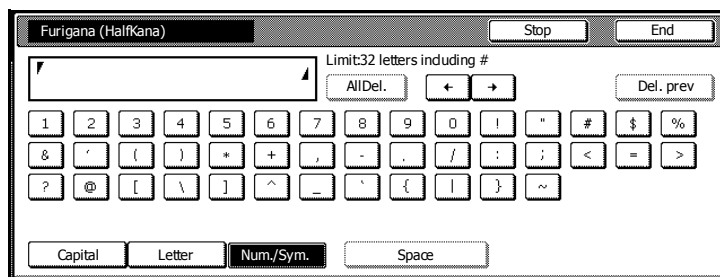 Furigana (HalfKana) Stop End
Limit:32 letters including #
AllDel. ← → Del. prev
1 2 3 4 5 6 7 8 9 0 ! " # $ %
& ´ ( ) * + , - . / : ; < = >
? @ [ \ ] ^ _ ` { | } ~
Capital Letter Num./Sym. Space